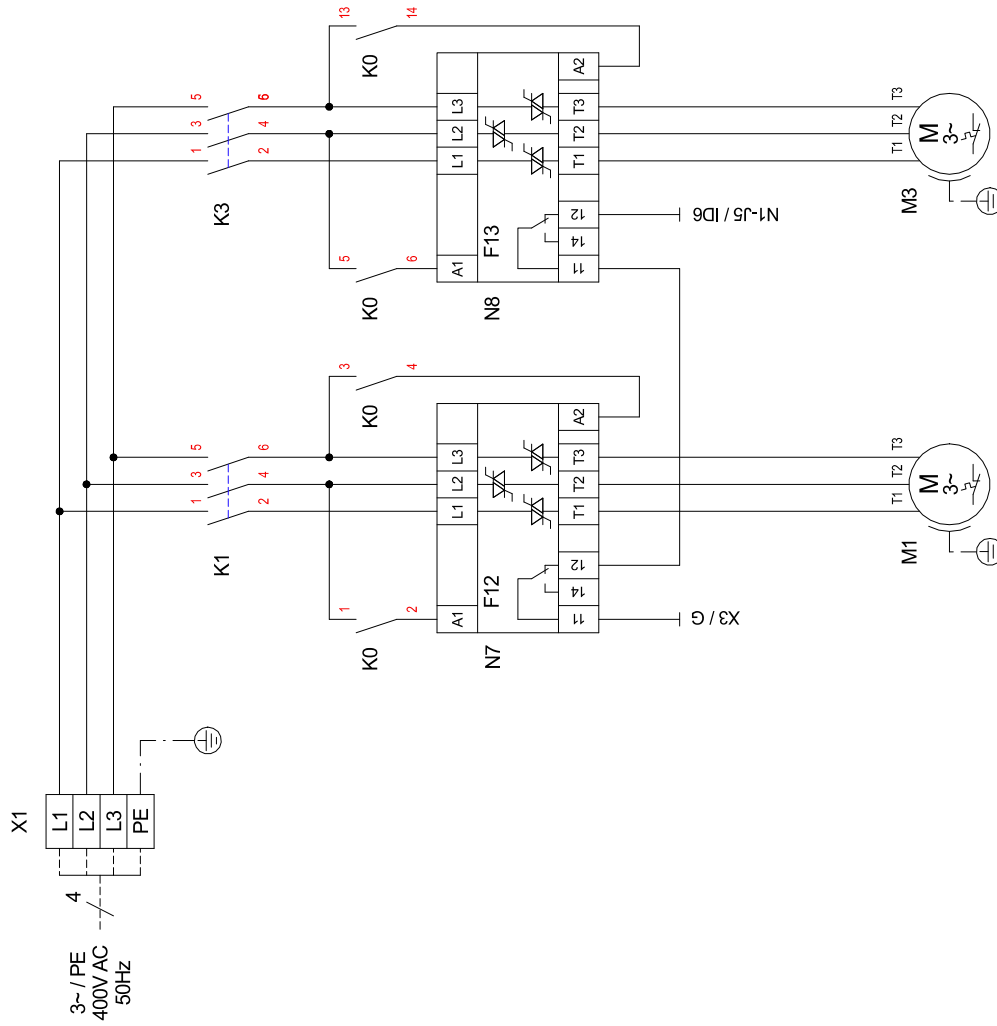 3~ / PE
400V AC
50Hz
4
X1
L1
L2
L3
PE
K1
1
3
5
2
4
6
K0
1
2
K0
3
4
N7
F12
A1
L1
L2
L3
11
14
12
T1
T2
T3
A2
X3 / G
M1
T1
T2
T3
M
3~
K3
1
3
5
2
4
6
K0
5
6
K0
13
14
N8
F13
A1
L1
L2
L3
11
14
12
T1
T2
T3
A2
N1-J5 / ID6
M3
T1
T2
T3
M
3~